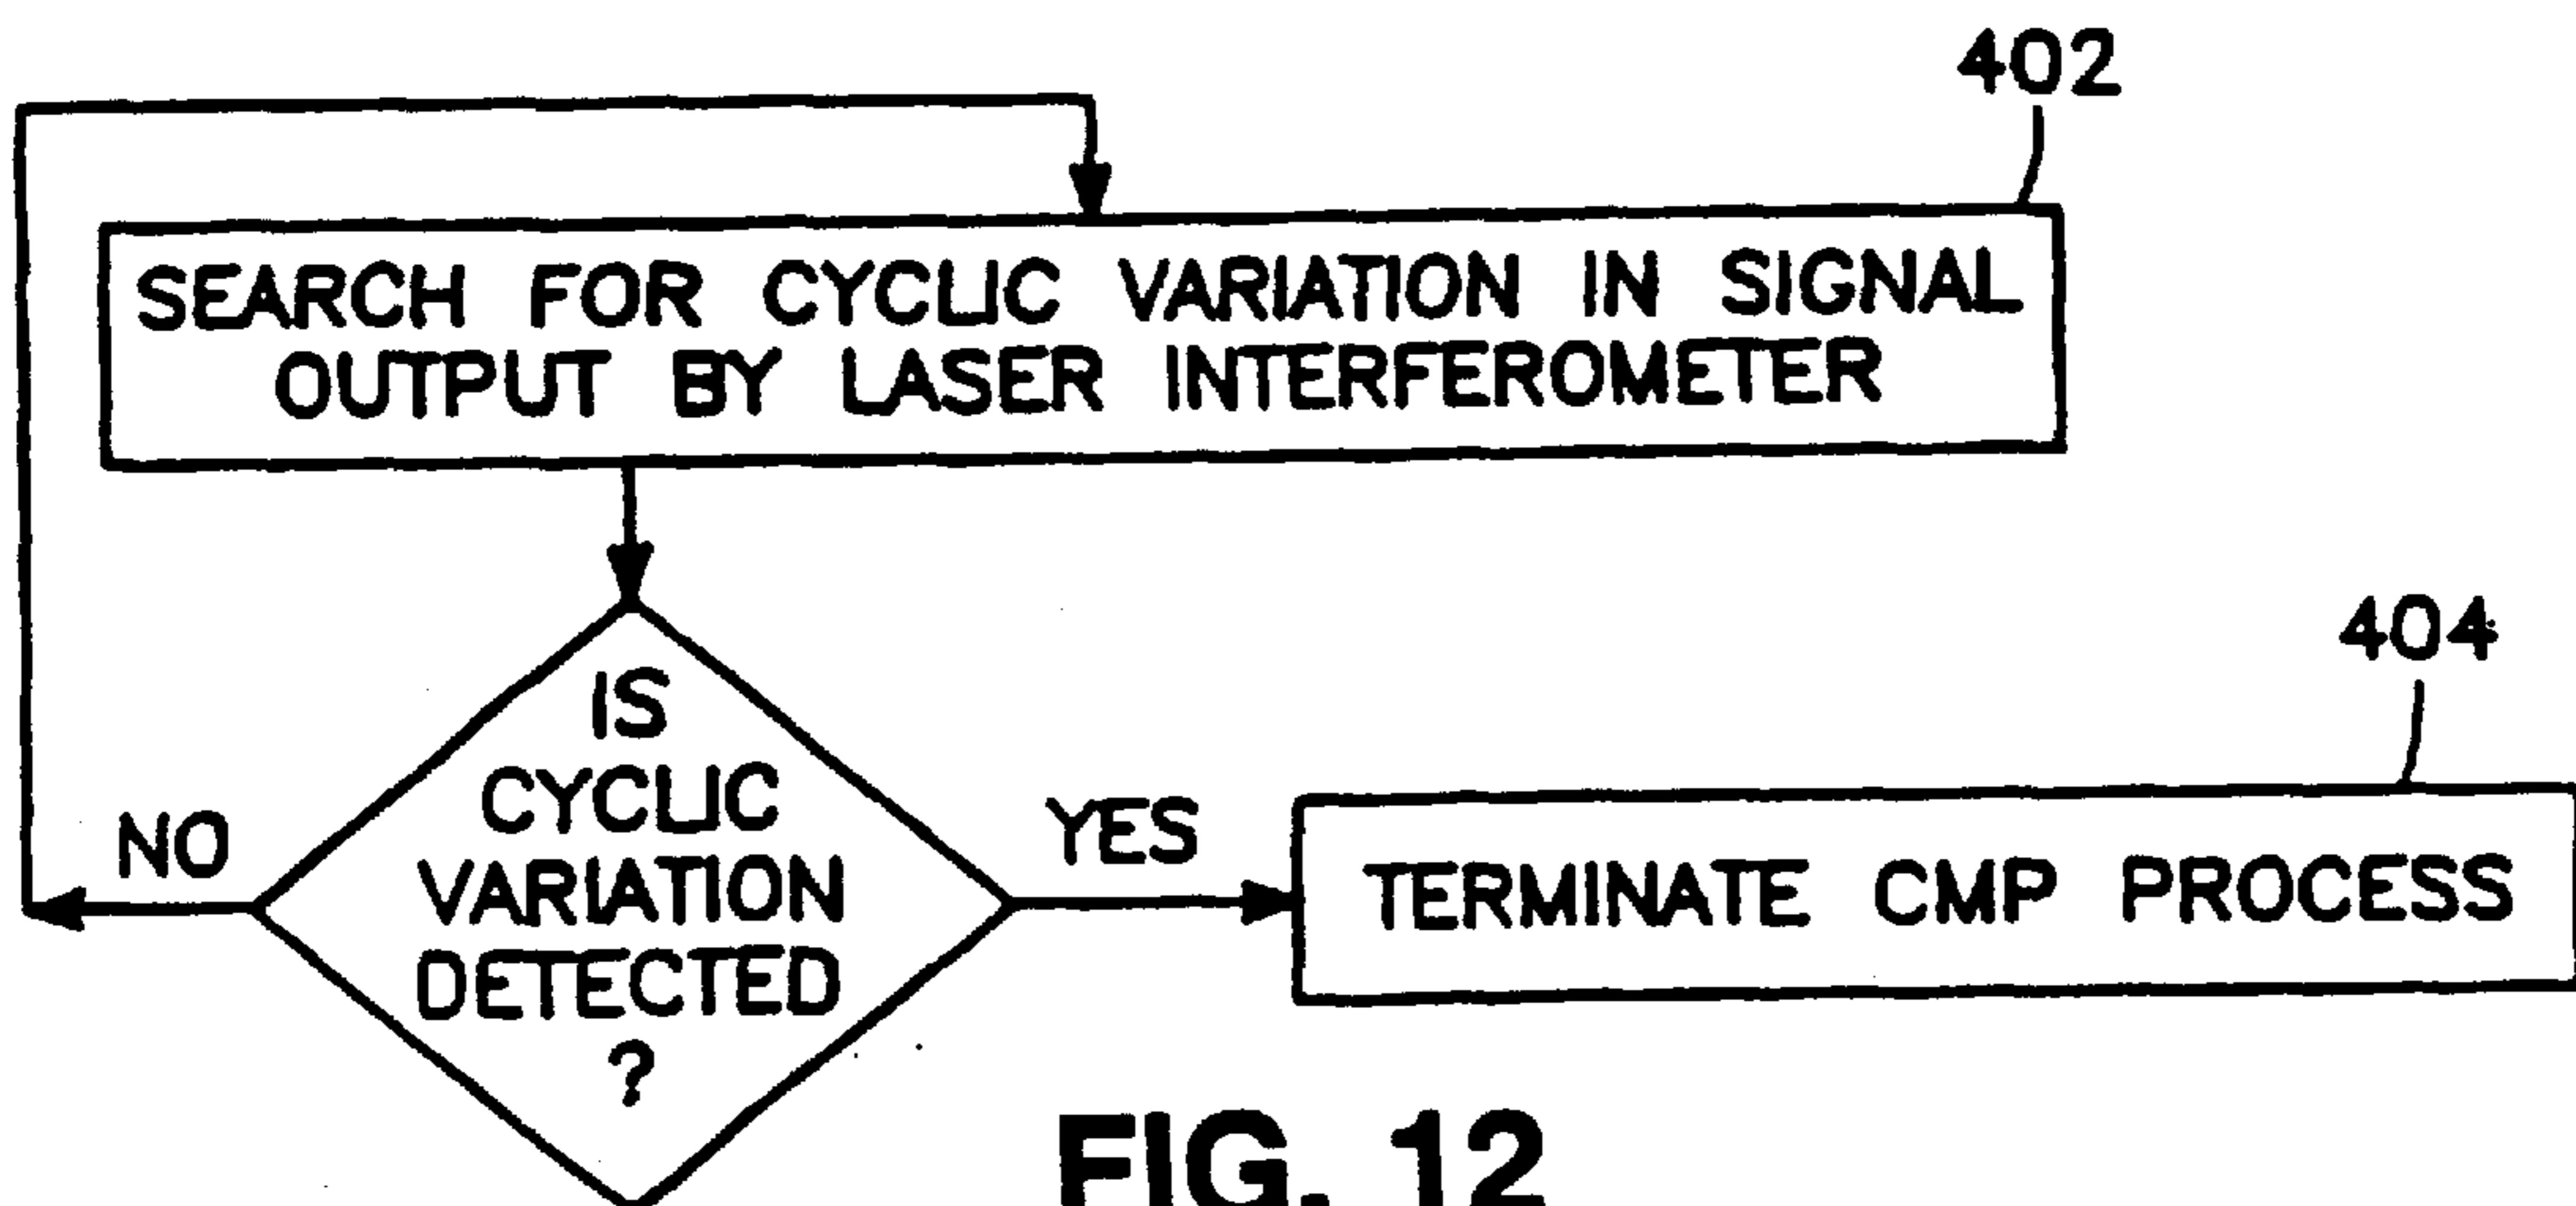 402
SEARCH FOR CYCLIC VARIATION IN SIGNAL
OUTPUT BY LASER INTERFEROMETER
404
IS
CYCLIC
VARIATION
DETECTED
?
NO
YES
TERMINATE CMP PROCESS
FIG. 12